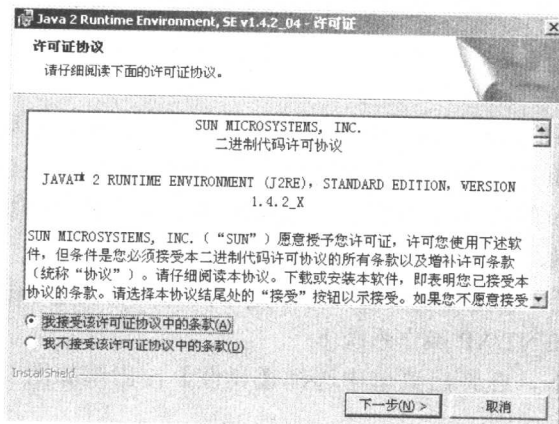 Java 2 Runtime Environment, SE v1.4.2_04 - 许可证
许可证协议
请仔细阅读下面的许可证协议。
SUN MICROSYSTEMS, INC.
二进制代码许可协议
JAVA™ 2 RUNTIME ENVIRONMENT (J2RE), STANDARD EDITION, VERSION
1.4.2_X
SUN MICROSYSTEMS, INC. (“SUN”) 愿意授予您许可证，许可您使用下述软
件，但条件是您必须接受本二进制代码许可协议的所有条款以及增补许可条款
(统称“协议”)。请仔细阅读本协议。下载或安装本软件，即表明您已接受本
协议的条款。请选择本协议结尾处的“接受”按钮以示接受。如果您不愿意接受
我接受该许可证协议中的条款(A)
我不接受该许可证协议中的条款(D)
InstallShield
下一步(N) >
取消